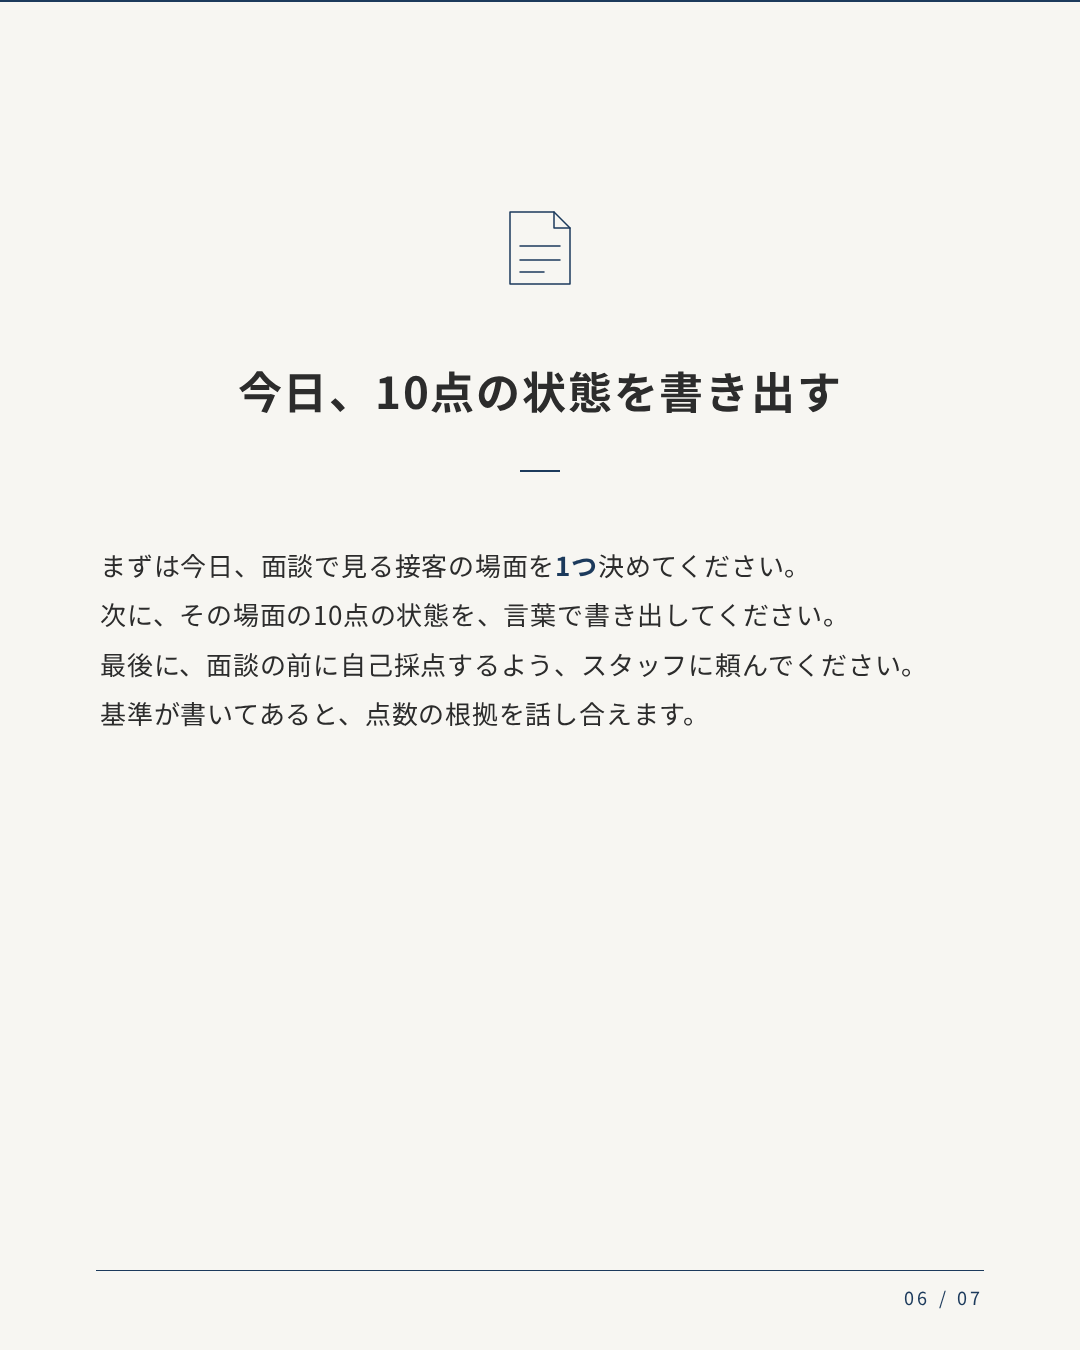 今日、10点の状態を書き出す
まずは今日、面談で見る接客の場面を1つ決めてください。
次に、その場面の10点の状態を、言葉で書き出してください。
最後に、面談の前に自己採点するよう、スタッフに頼んでください。
基準が書いてあると、点数の根拠を話し合えます。
06 / 07